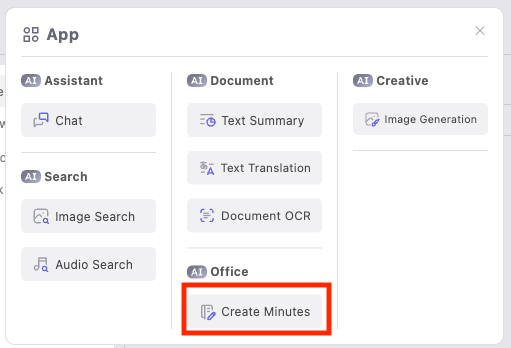 App
AI Assistant
Chat
AI Search
Image Search
Audio Search
AI Document
Text Summary
Text Translation
Document OCR
AI Office
Create Minutes
AI Creative
Image Generation